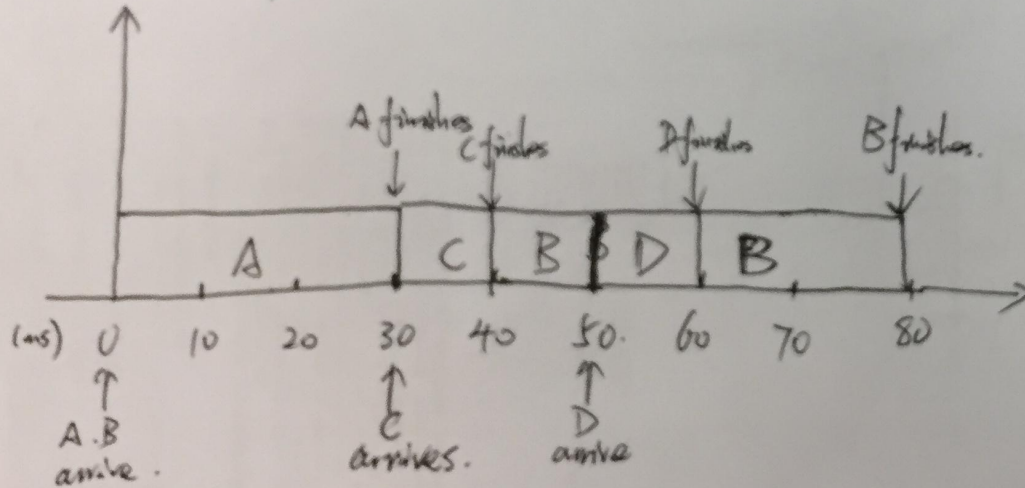 A finishes
C finishes
D finishes
B finishes.
A
C
B
D
B
(ms) 0 10 20 30 40 50. 60 70 80
A.B
arrive.
C
arrives.
D
arrive